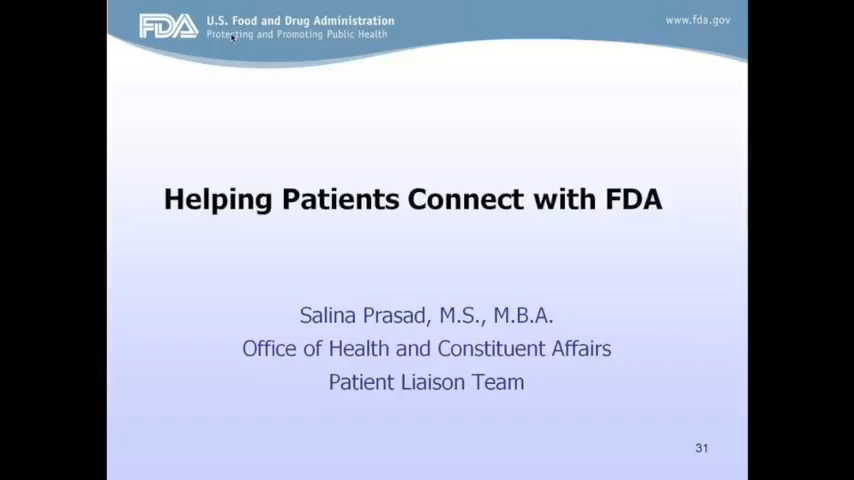 FDA
U.S. Food and Drug Administration
Protecting and Promoting Public Health
www.fda.gov
Helping Patients Connect with FDA
Salina Prasad, M.S., M.B.A.
Office of Health and Constituent Affairs
Patient Liaison Team
31